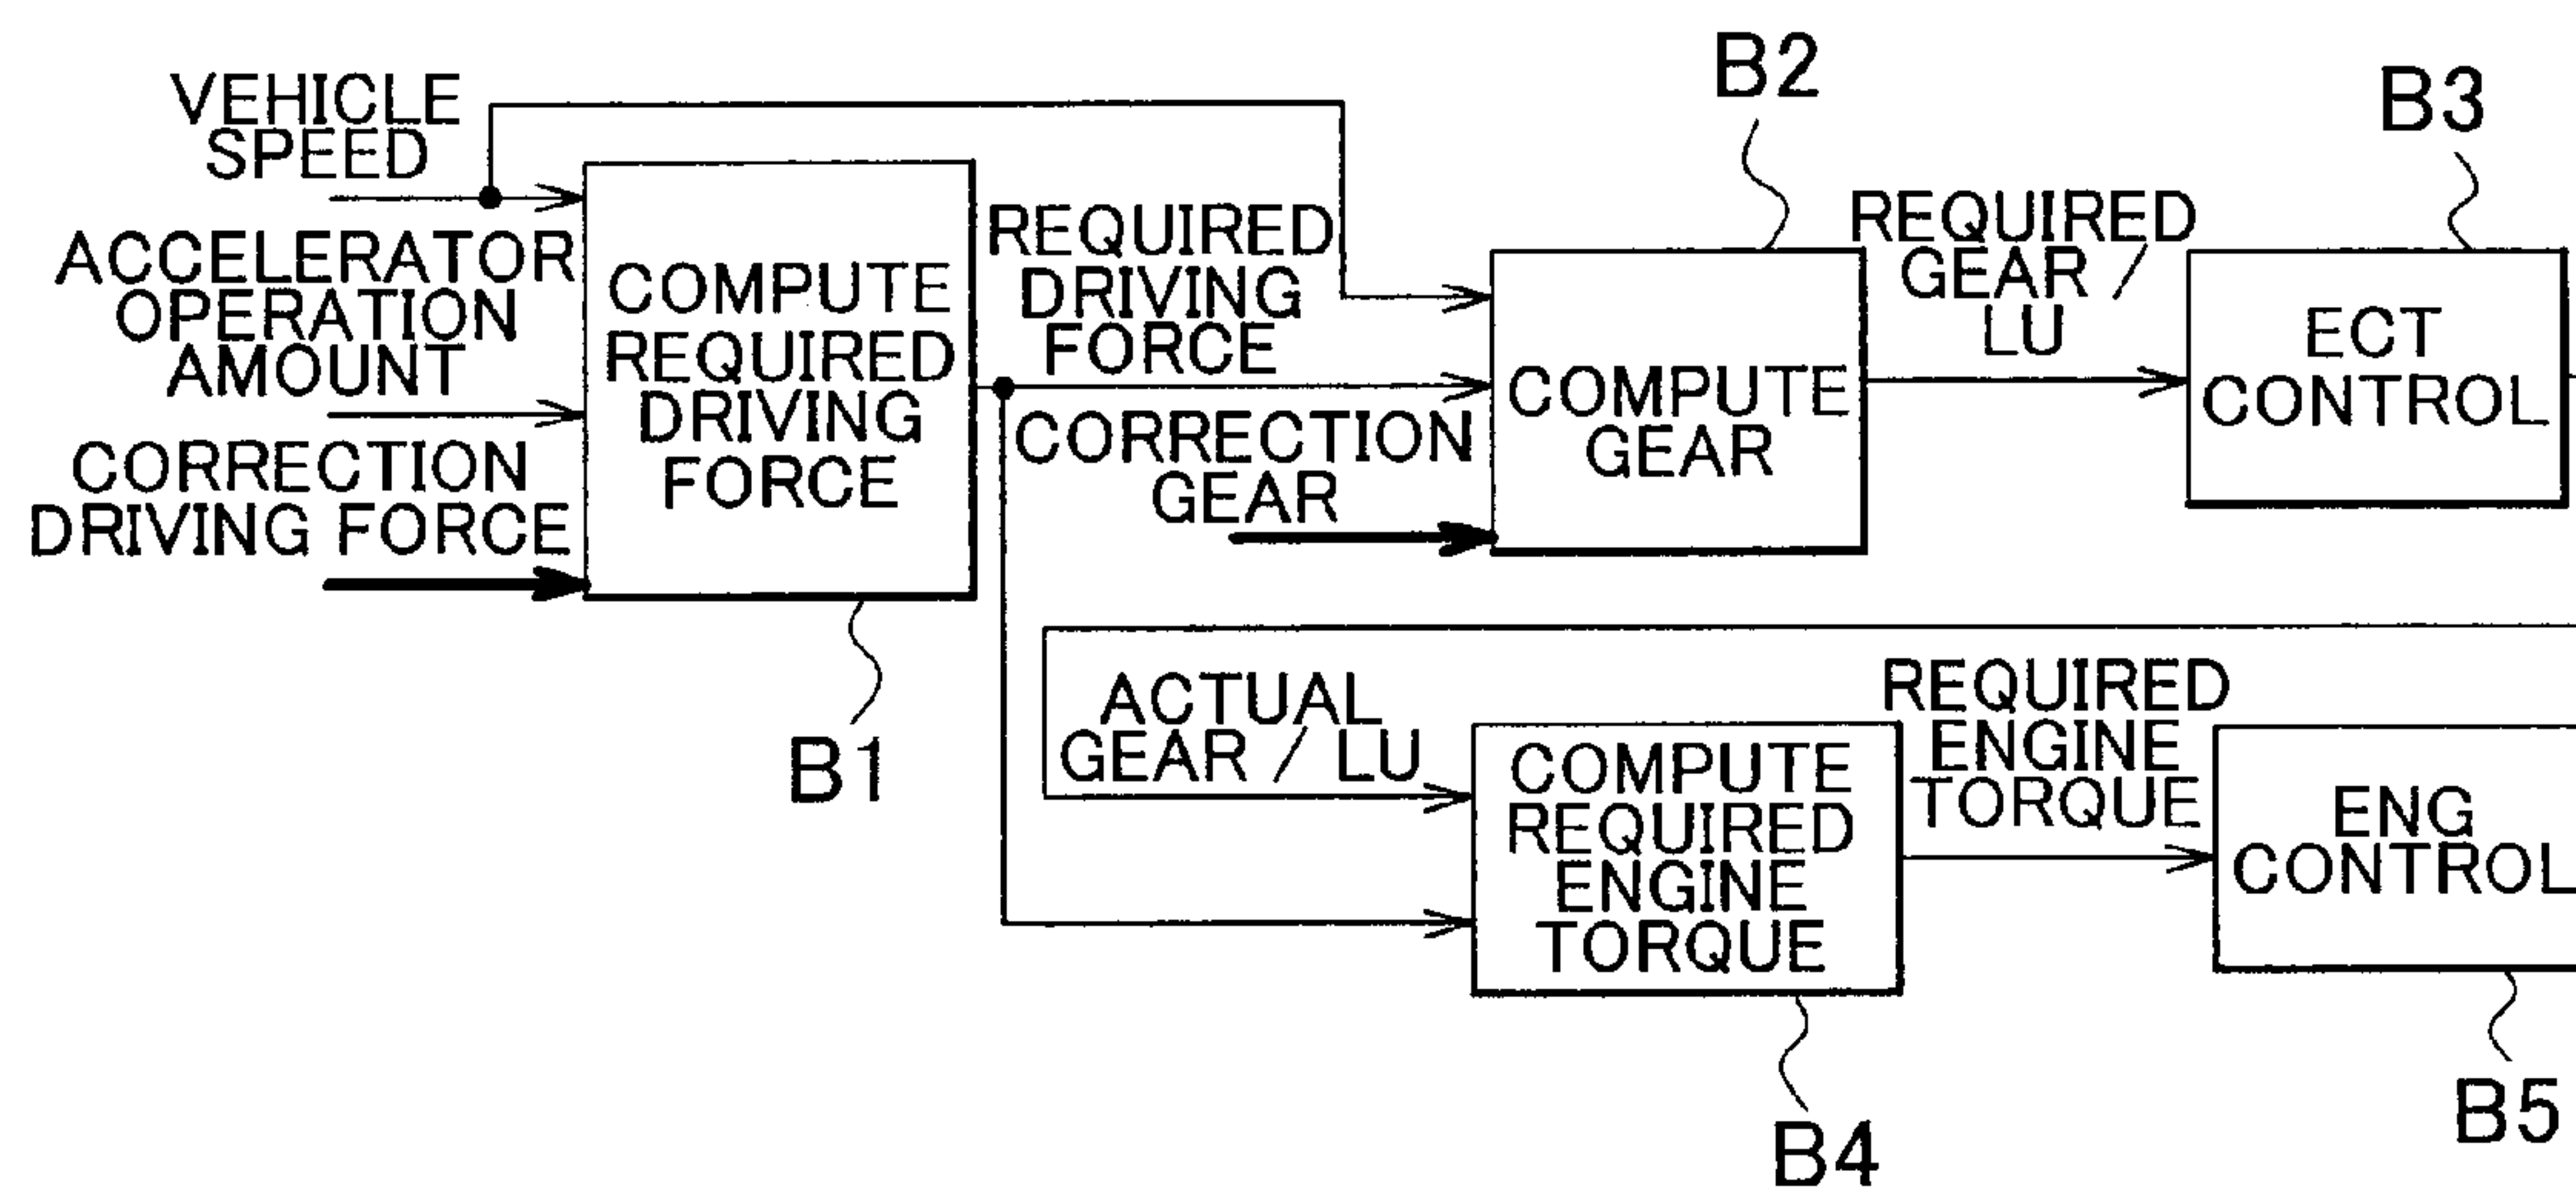 VEHICLE
SPEED
ACCELERATOR
OPERATION
AMOUNT
CORRECTION
DRIVING FORCE
COMPUTE
REQUIRED
DRIVING
FORCE
B1
REQUIRED
DRIVING
FORCE
CORRECTION
GEAR
B2
COMPUTE
GEAR
REQUIRED
GEAR /
LU
B3
ECT
CONTROL
ACTUAL
GEAR / LU
COMPUTE
REQUIRED
ENGINE
TORQUE
B4
REQUIRED
ENGINE
TORQUE
ENG
CONTROL
B5